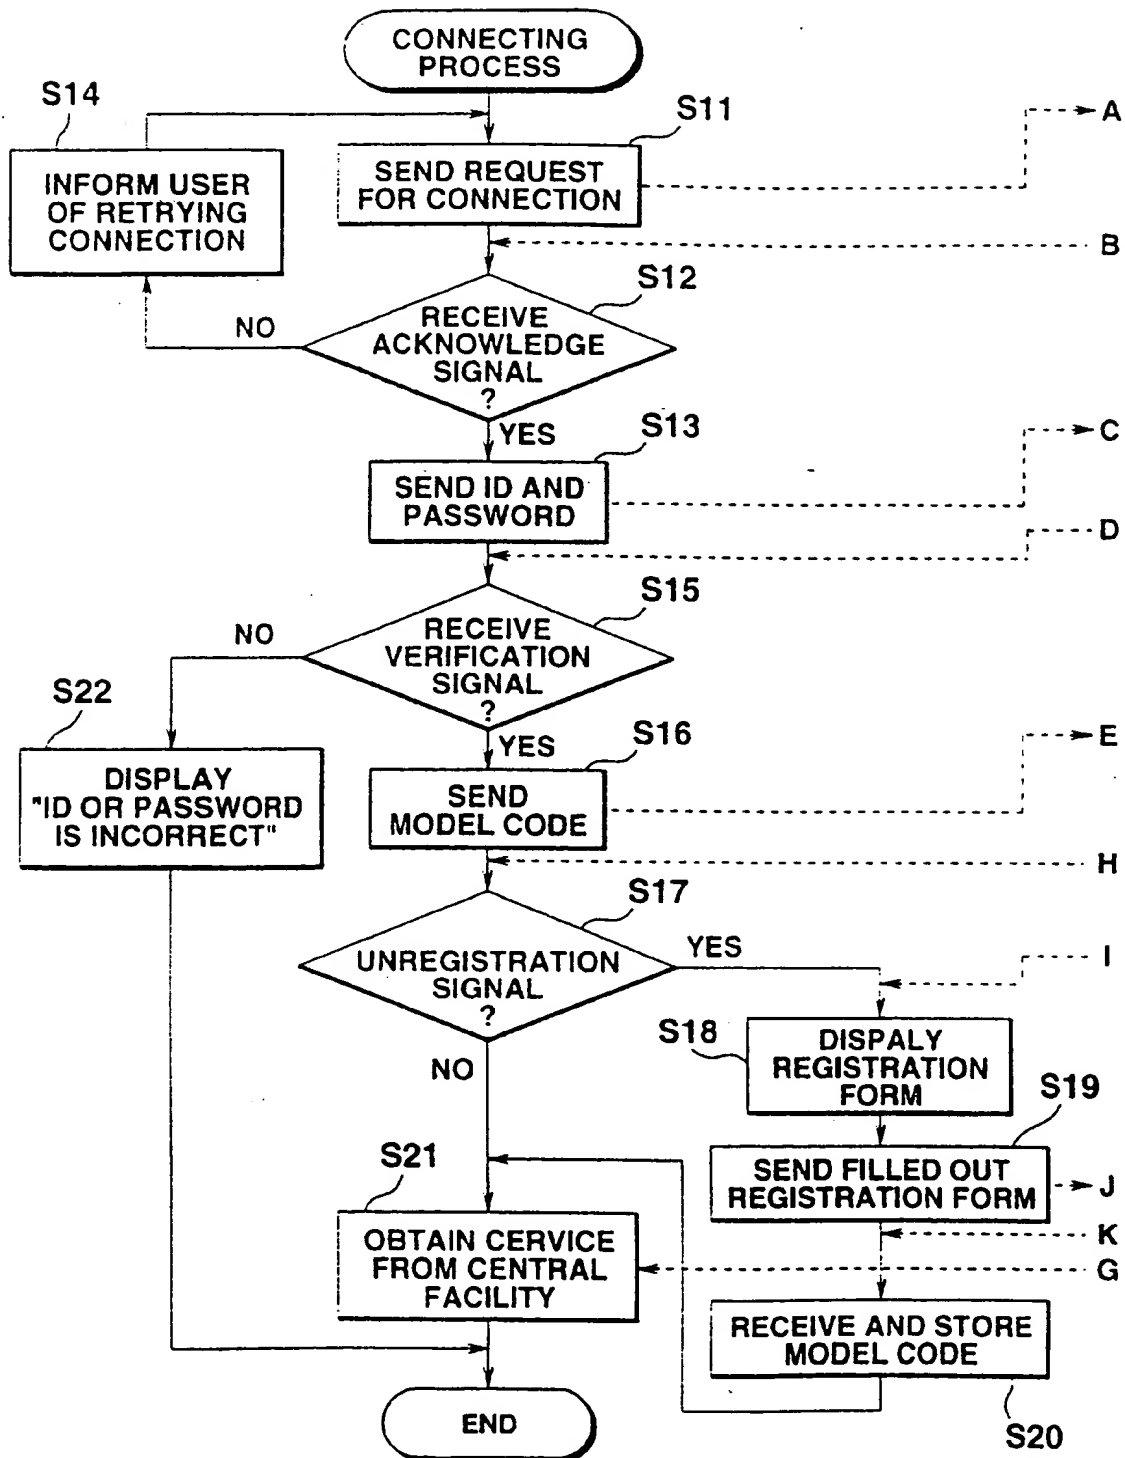 CONNECTING
PROCESS
S14
S11
A
INFORM USER
OF RETRYING
CONNECTION
SEND REQUEST
FOR CONNECTION
B
S12
NO
RECEIVE
ACKNOWLEDGE
SIGNAL
?
YES
S13
C
SEND ID AND
PASSWORD
D
S15
NO
RECEIVE
VERIFICATION
SIGNAL
?
S22
YES
S16
E
DISPLAY
"ID OR PASSWORD
IS INCORRECT"
SEND
MODEL CODE
H
S17
YES
UNREGISTRATION
SIGNAL
?
I
S18
DISPALY
REGISTRATION
FORM
NO
S19
S21
SEND FILLED OUT
REGISTRATION FORM
J
K
OBTAIN CERVICE
FROM CENTRAL
FACILITY
G
RECEIVE AND STORE
MODEL CODE
END
S20